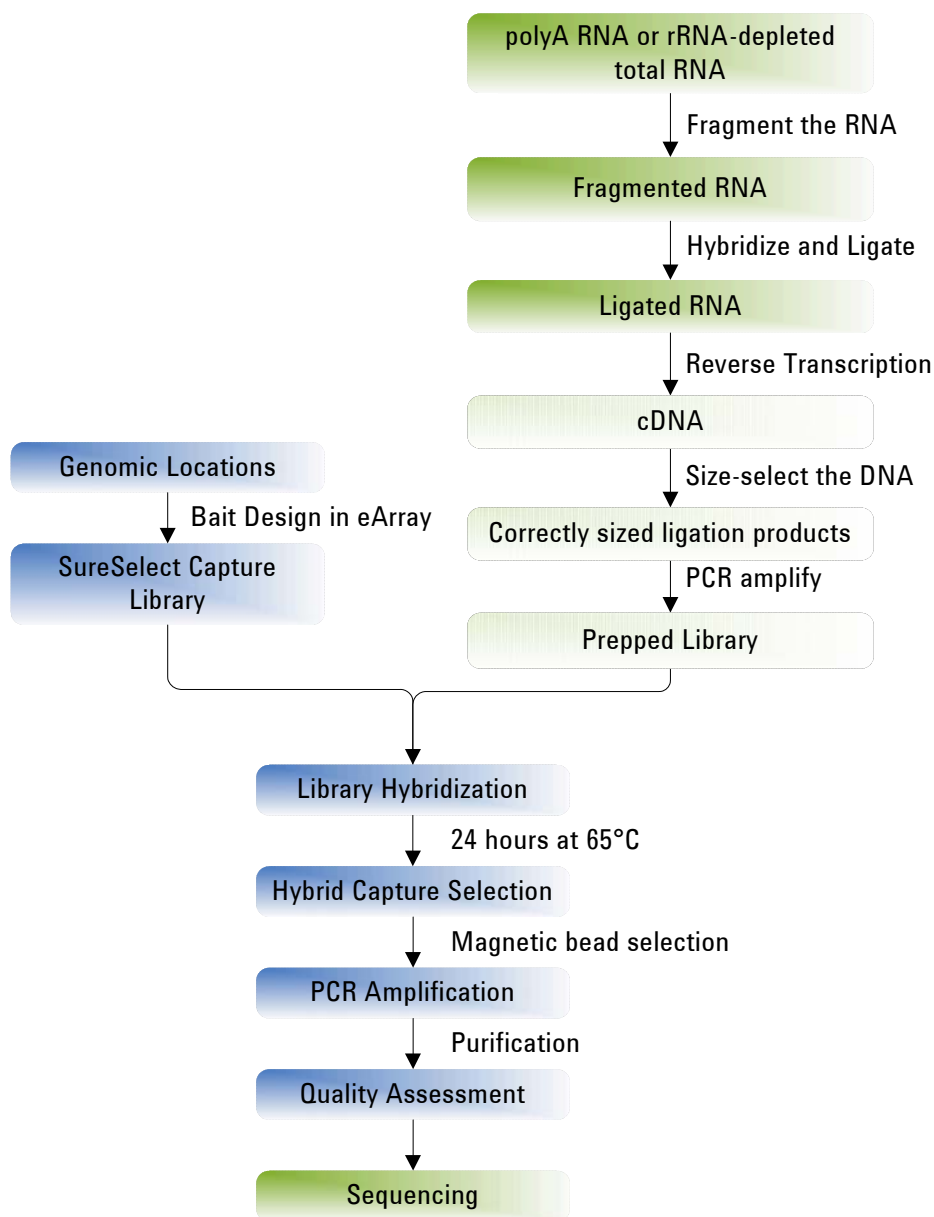 polyA RNA or rRNA-depleted
total RNA
Fragment the RNA
Fragmented RNA
Hybridize and Ligate
Ligated RNA
Reverse Transcription
cDNA
Size-select the DNA
Correctly sized ligation products
PCR amplify
Prepped Library
Genomic Locations
Bait Design in eArray
SureSelect Capture
Library
Library Hybridization
24 hours at 65°C
Hybrid Capture Selection
Magnetic bead selection
PCR Amplification
Purification
Quality Assessment
Sequencing